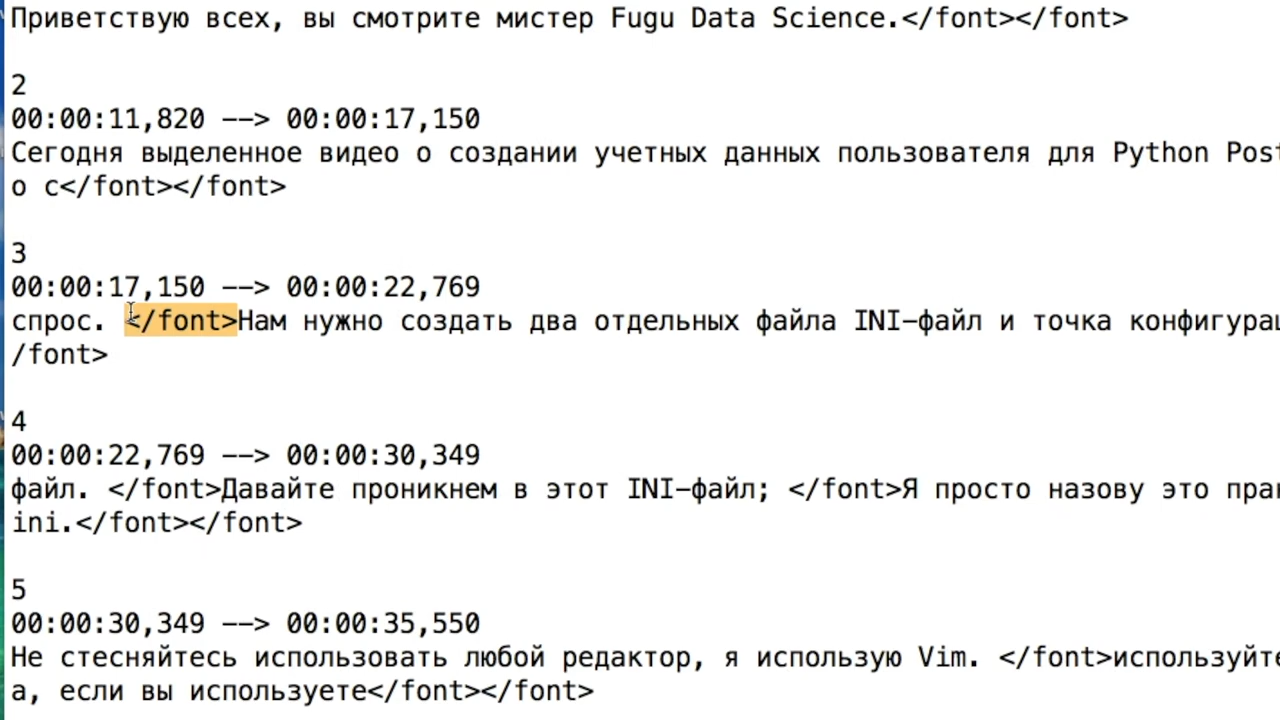 Приветствую всех, вы смотрите мистер Fugu Data Science.</font></font>
2
00:00:11,820 --> 00:00:17,150
Сегодня выделенное видео о создании учетных данных пользователя для Python
о с</font></font>
3
00:00:17,150 --> 00:00:22,769
спрос. </font>Нам нужно создать два отдельных файла INI-файл и точка
/font>
4
00:00:22,769 --> 00:00:30,349
файл. </font>Давайте проникнем в этот INI-файл; </font>Я просто назову это
ini.</font></font>
5
00:00:30,349 --> 00:00:35,550
Не стесняйтесь использовать любой редактор, я использую Vim. </font>используйте
а, если вы используете</font></font>